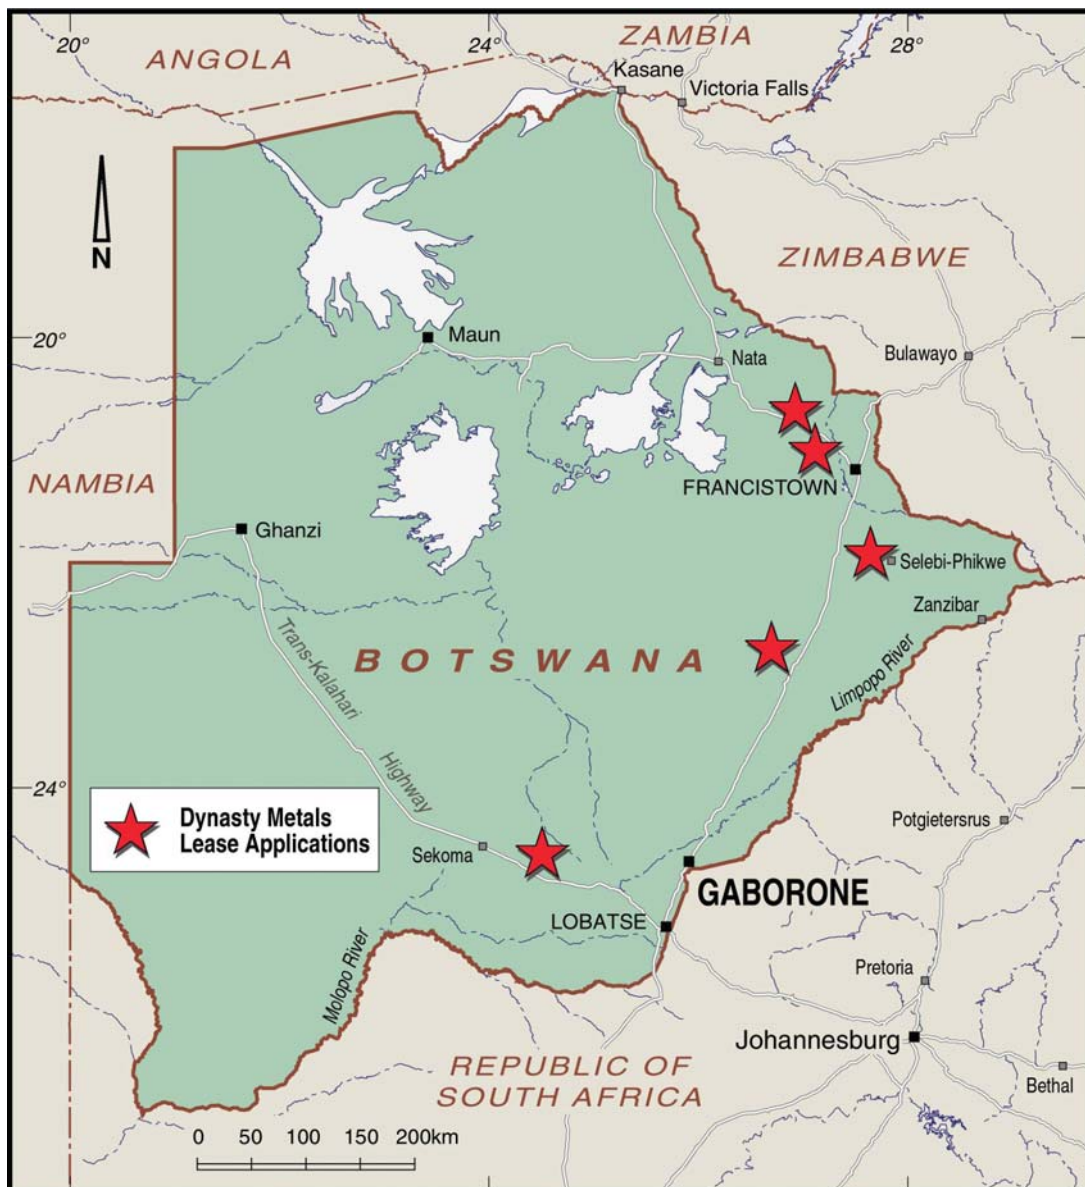 20°
24°
28°
ANGOLA
ZAMBIA
Kasane
Victoria Falls
N
ZIMBABWE
20°
Maun
Nata
Bulawayo
NAMBIA
FRANCISTOWN
Ghanzi
Selebi-Phikwe
Zanzibar
Trans-Kalahari
Highway
BOTSWANA
Limpopo River
24°
Dynasty Metals
Lease Applications
Potgietersrus
Sekoma
GABORONE
LOBATSE
Molopo River
Pretoria
Johannesburg
REPUBLIC OF
SOUTH AFRICA
Bethal
0 50 100 150 200km